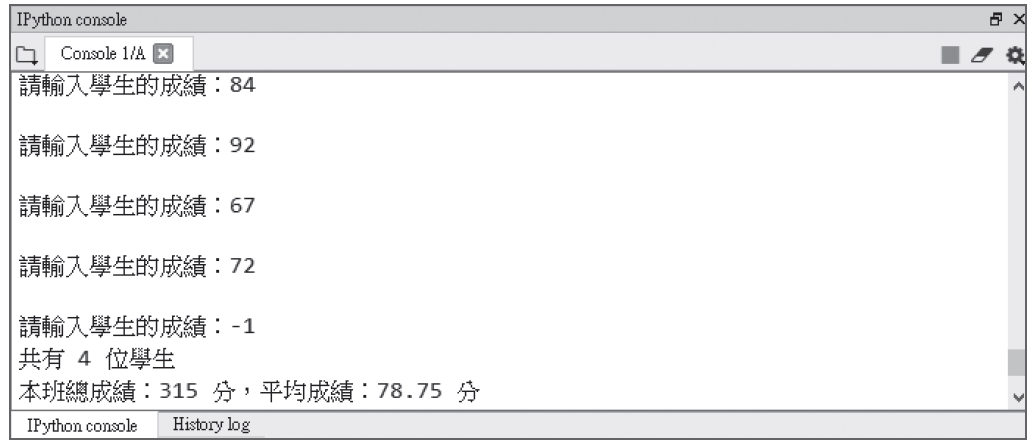 IPython console
Console 1/A
請輸入學生的成績：84
請輸入學生的成績：92
請輸入學生的成績：67
請輸入學生的成績：72
請輸入學生的成績：-1
共有 4 位學生
本班總成績：315 分，平均成績：78.75 分
IPython console History log